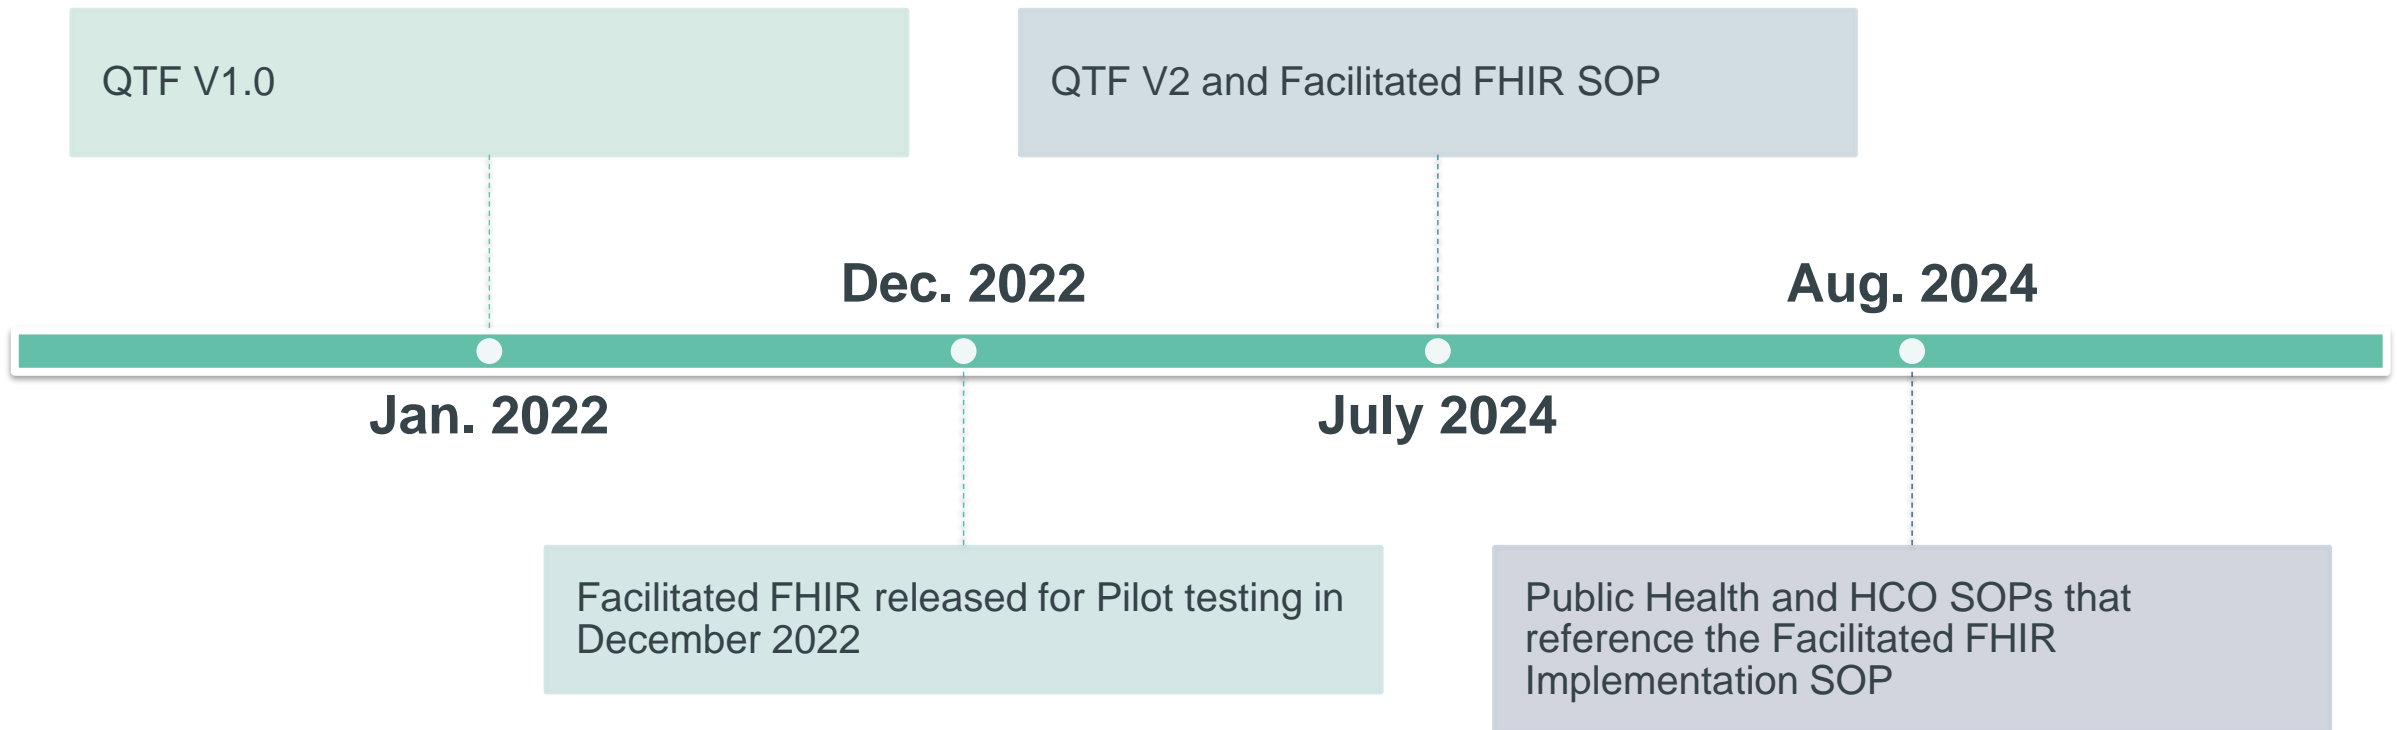 QTF V1.0
QTF V2 and Facilitated FHIR SOP
Dec. 2022
Aug. 2024
Jan. 2022
July 2024
Facilitated FHIR released for Pilot testing in
December 2022
Public Health and HCO SOPs that
reference the Facilitated FHIR
Implementation SOP